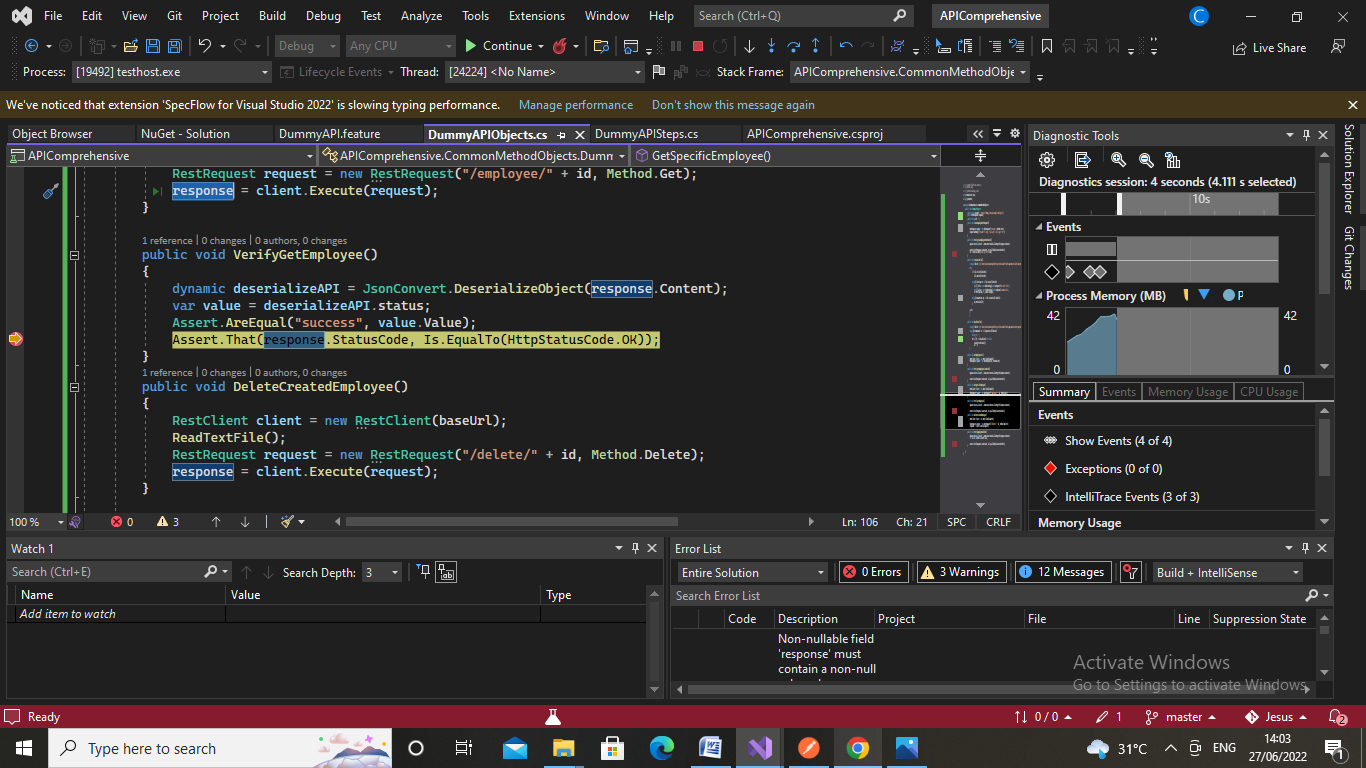 File Edit View Git Project Build Debug Test Analyze Tools Extensions Window Help Search (Ctrl+Q) APIComprehensive C
Debug Any CPU Continue Live Share
Process: [19492] testhost.exe Lifecycle Events Thread: [24224] <No Name> Stack Frame: APIComprehensive.CommonMethodObje
We've noticed that extension 'SpecFlow for Visual Studio 2022' is slowing typing performance. Manage performance Don't show this message again
Object Browser NuGet - Solution DummyAPI.feature DummyAPIObjects.cs DummyAPISteps.cs APIComprehensive.csproj
APIComprehensive APIComprehensive.CommonMethodObjects.Dumm GetSpecificEmployee()
RestRequest request = new RestRequest("/employee/" + id, Method.Get);
response = client.Execute(request);
}
1 reference | 0 changes | 0 authors, 0 changes
public void VerifyGetEmployee()
{
dynamic deserializeAPI = JsonConvert.DeserializeObject(response.Content);
var value = deserializeAPI.status;
Assert.AreEqual("success", value.Value);
Assert.That(response.StatusCode, Is.EqualTo(HttpStatusCode.OK));
}
1 reference | 0 changes | 0 authors, 0 changes
public void DeleteCreatedEmployee()
{
RestClient client = new RestClient(baseUrl);
ReadTextFile();
RestRequest request = new RestRequest("/delete/" + id, Method.Delete);
response = client.Execute(request);
}
100 % 0 3 Ln: 106 Ch: 21 SPC CRLF
Diagnostic Tools
Diagnostics session: 4 seconds (4.111 s selected)
10s
Events
Process Memory (MB) P
42 42
0 0
Summary Events Memory Usage CPU Usage
Events
Show Events (4 of 4)
Exceptions (0 of 0)
IntelliTrace Events (3 of 3)
Memory Usage
Solution Explorer
Git Changes
Watch 1
Search (Ctrl+E) Search Depth: 3
Name Value Type
Add item to watch
Error List
Entire Solution 0 Errors 3 Warnings 12 Messages Build + IntelliSense
Search Error List
Code Description Project File Line Suppression State
Non-nullable field
'response' must
contain a non-null
Activate Windows
Go to Settings to activate Windows.
Ready 0 / 0 1 master Jesus 2
Type here to search 31°C ENG 14:03
27/06/2022 1